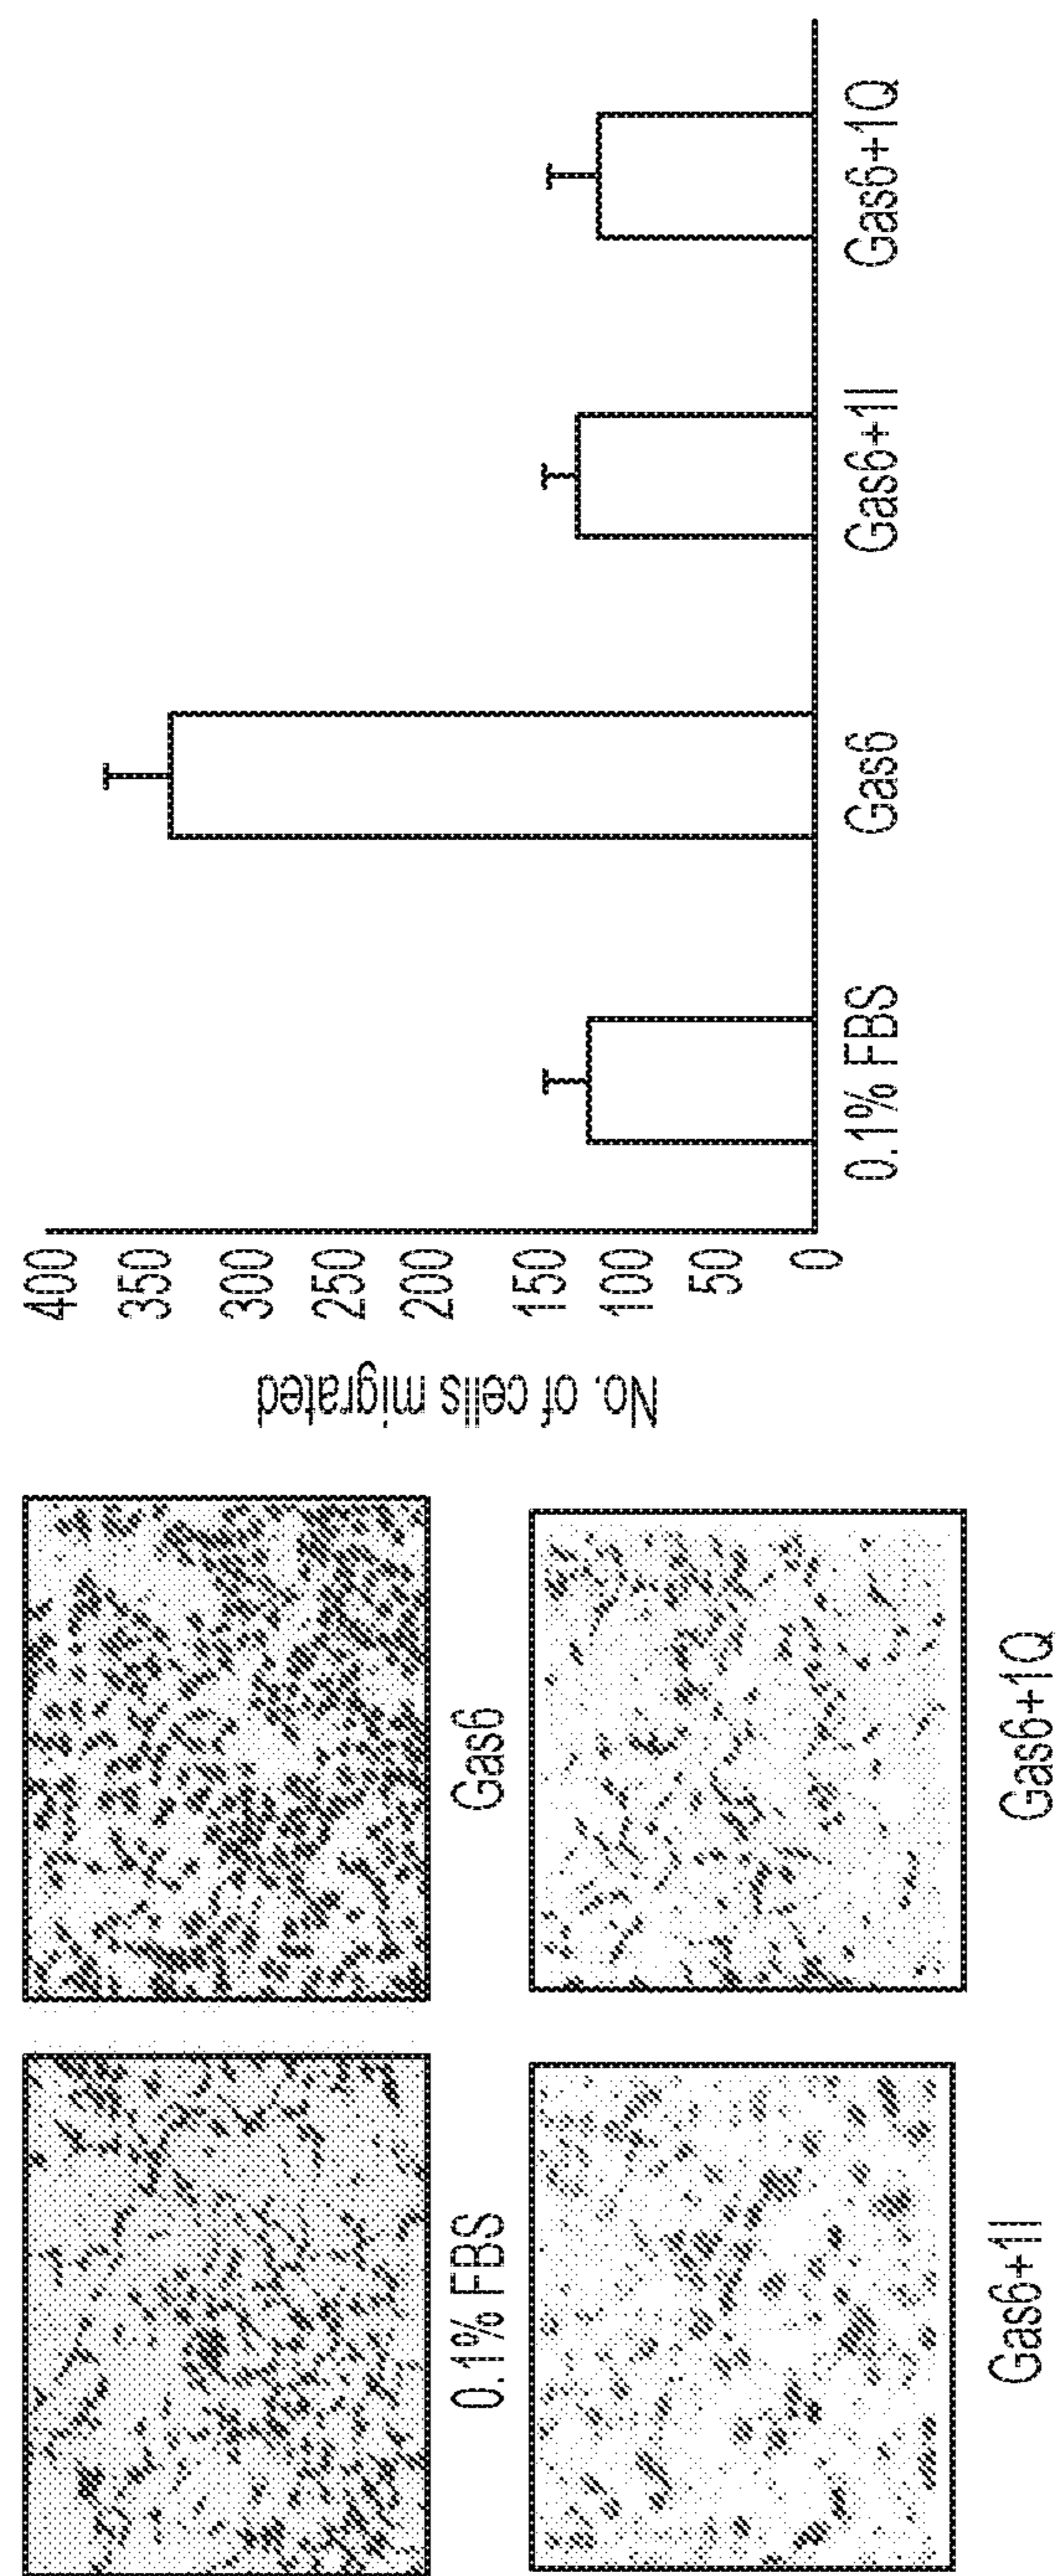 0.1% FBS
Gas6
Gas6+1I
Gas6+1Q
No. of cells migrated
400
350
300
250
200
150
100
50
0
0.1% FBS
Gas6
Gas6+1I
Gas6+1Q